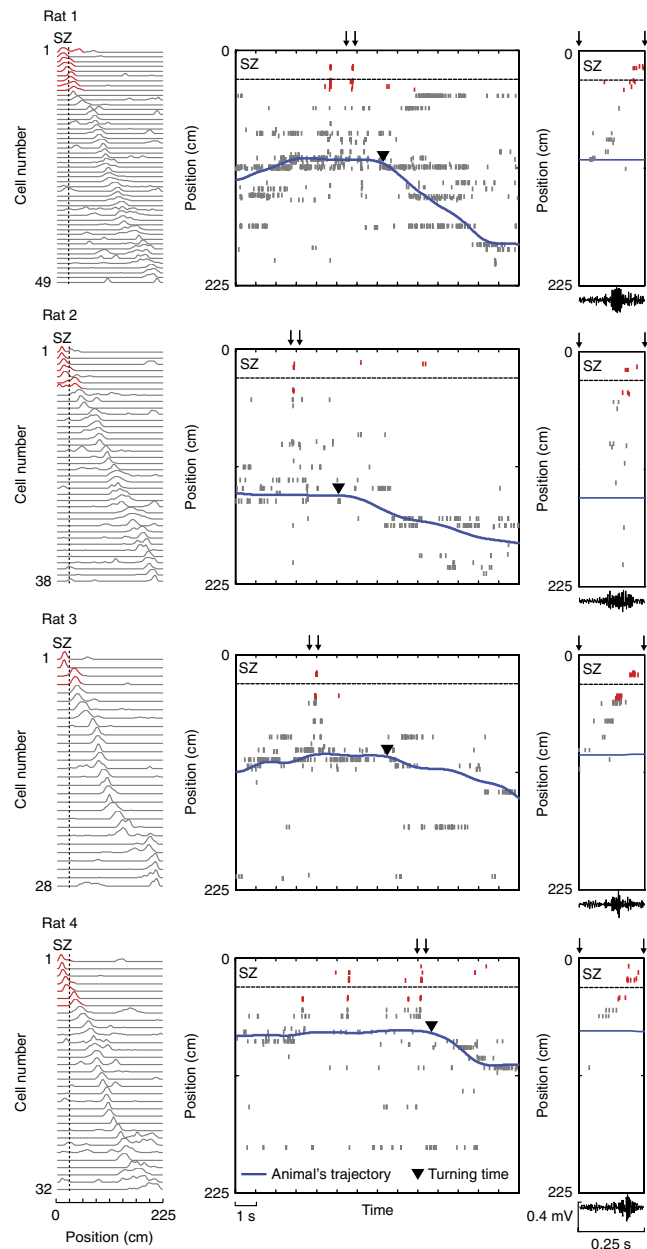 Rat 1
SZ
1
Cell number
49
0
SZ
Position (cm)
225
0
SZ
Position (cm)
225
Rat 2
SZ
1
Cell number
38
0
SZ
Position (cm)
225
0
SZ
Position (cm)
225
Rat 3
SZ
1
Cell number
28
0
SZ
Position (cm)
225
0
SZ
Position (cm)
225
Rat 4
SZ
1
Cell number
32
0 225
Position (cm)
0
SZ
Position (cm)
225
Animal's trajectory Turning time
1 s
Time
0
SZ
Position (cm)
225
0.4 mV
0.25 s